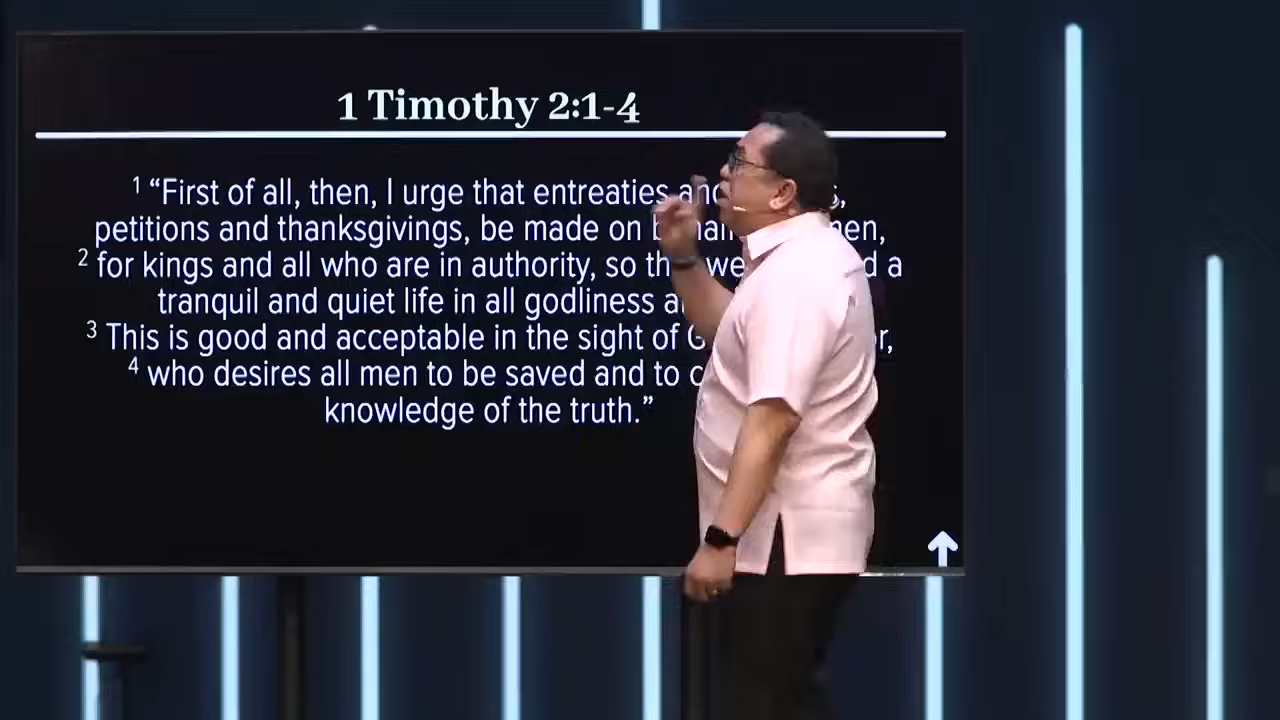 1 Timothy 2:1-4
1 “First of all, then, I urge that entreaties and
petitions and thanksgivings, be made on men,
2 for kings and all who are in authority, so we a
tranquil and quiet life in all godliness
3 This is good and acceptable in the sight of
4 who desires all men to be saved and to
knowledge of the truth.”